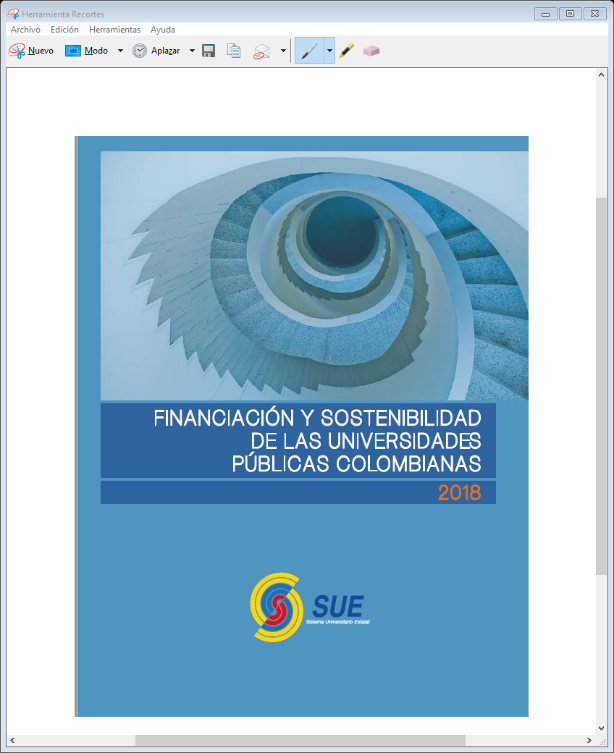 Herramienta Recortes
Archivo Edición Herramientas Ayuda
Nuevo Modo Aplazar
FINANCIACIÓN Y SOSTENIBILIDAD
DE LAS UNIVERSIDADES
PÚBLICAS COLOMBIANAS
2018
SUE
Sistema Universitario Estatal